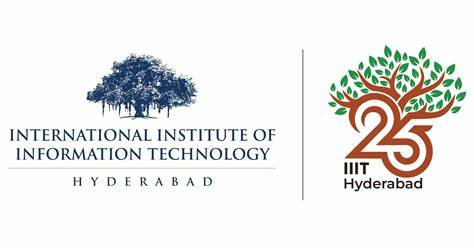 INTERNATIONAL INSTITUTE OF
INFORMATION TECHNOLOGY
HYDERABAD
25
IIIT
Hyderabad